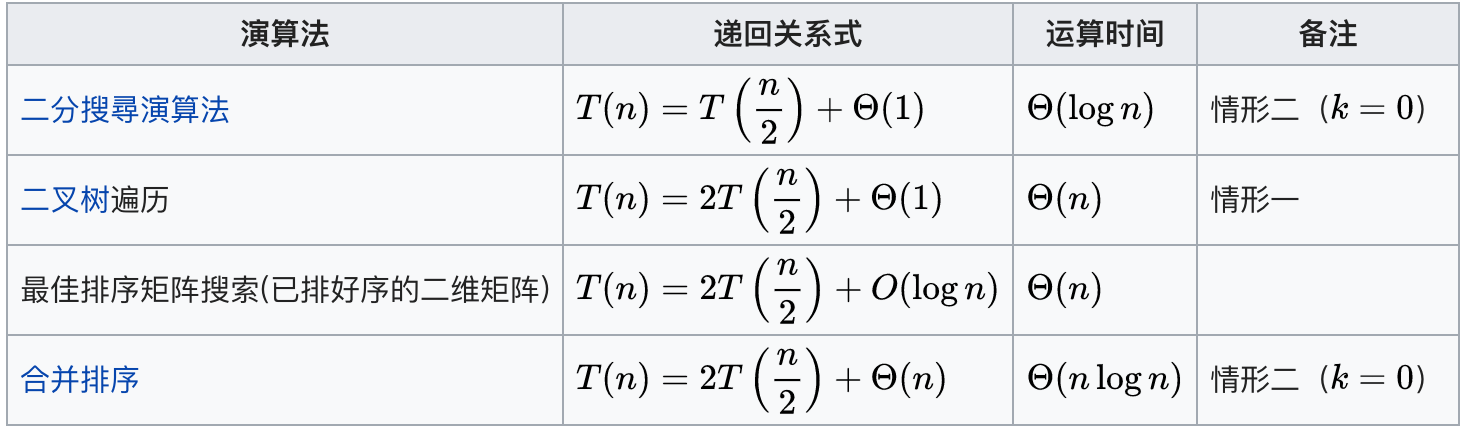 演算法 递回关系式 运算时间 备注
二分搜尋演算法 T(n) = T(n/2) + Θ(1) Θ(log n) 情形二（k = 0）
二叉树遍历 T(n) = 2T(n/2) + Θ(1) Θ(n) 情形一
最佳排序矩阵搜索(已排好序的二维矩阵) T(n) = 2T(n/2) + O(log n) Θ(n)
合并排序 T(n) = 2T(n/2) + Θ(n) Θ(n log n) 情形二（k = 0）